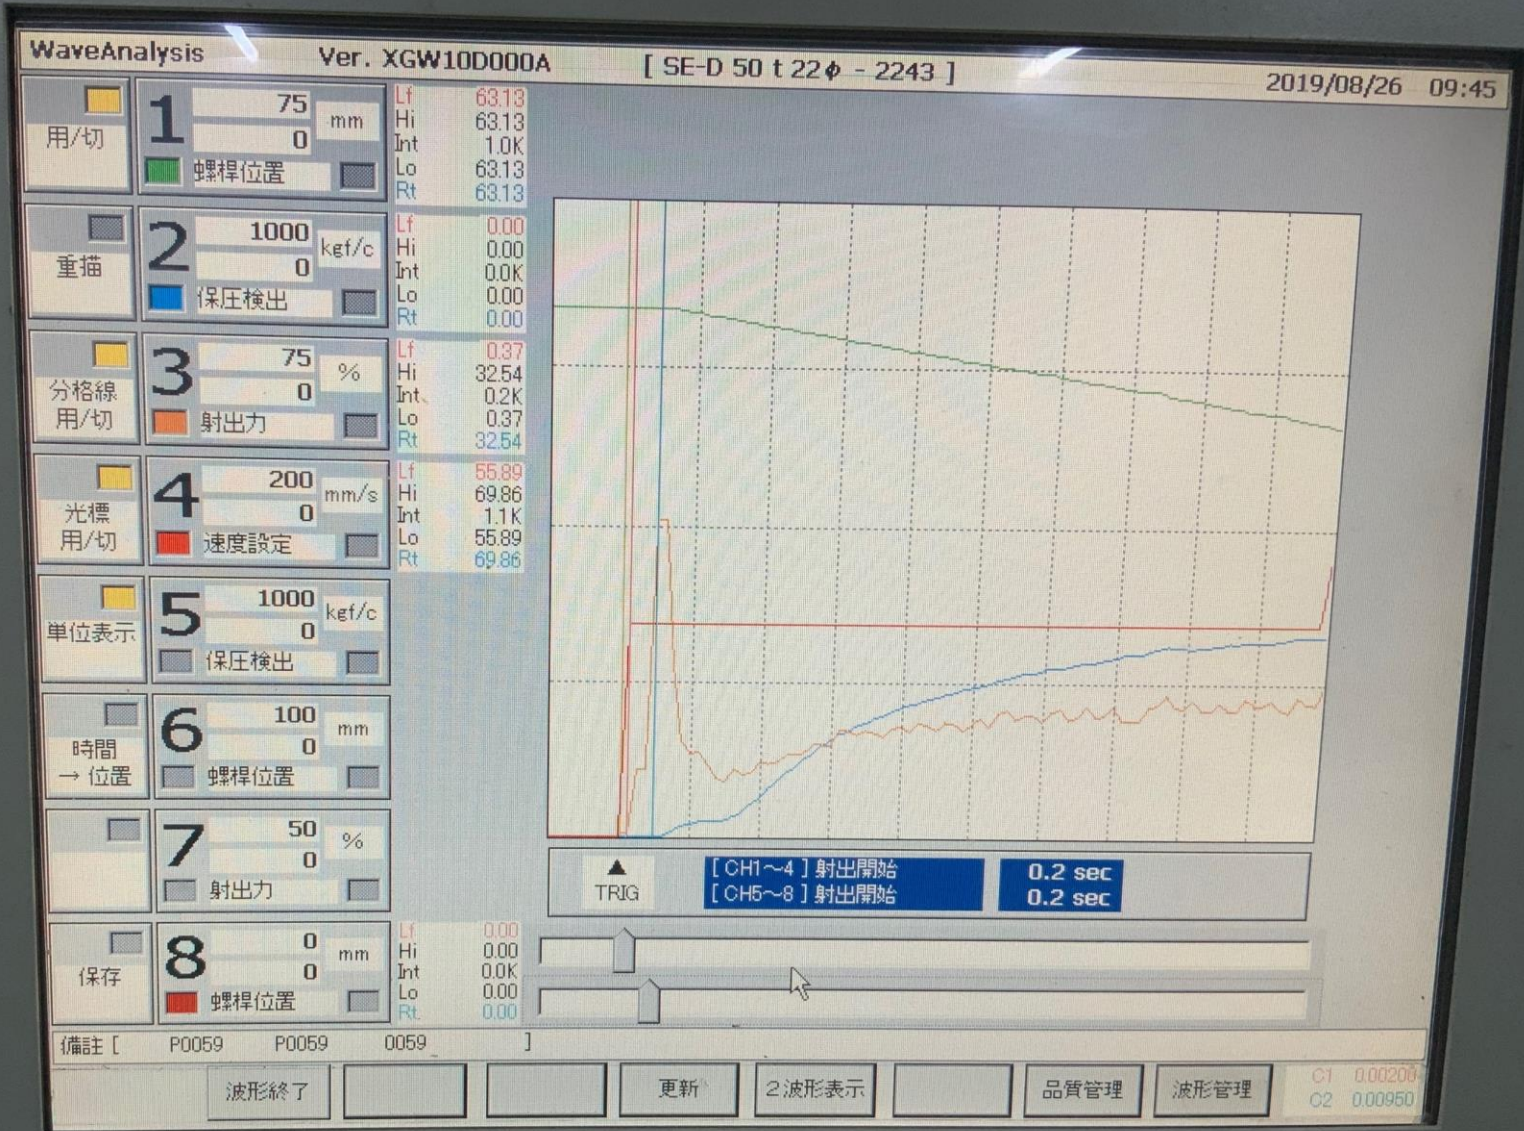 WaveAnalysis Ver. XGW10D000A [ SE-D 50 t 22φ - 2243 ] 2019/08/26 09:45
用/切
1
75
0
mm
螺桿位置
Lf 63.13
Hi 63.13
Int 1.0K
Lo 63.13
Rt 63.13
重描
2
1000
0
kgf/c
保圧検出
Lf 0.00
Hi 0.00
Int 0.0K
Lo 0.00
Rt 0.00
分格線
用/切
3
75
0
%
射出力
Lf 0.37
Hi 32.54
Int 0.2K
Lo 0.37
Rt 32.54
光標
用/切
4
200
0
mm/s
速度設定
Lf 55.89
Hi 69.86
Int 1.1K
Lo 55.89
Rt 69.86
単位表示
5
1000
0
kgf/c
保圧検出
時間
→ 位置
6
100
0
mm
螺桿位置
7
50
0
%
射出力
保存
8
0
0
mm
螺桿位置
Lf 0.00
Hi 0.00
Int 0.0K
Lo 0.00
Rt 0.00
▲
TRIG
[ CH1～4 ] 射出開始 0.2 sec
[ CH5～8 ] 射出開始 0.2 sec
備註 [ P0059 P0059 0059 ]
波形終了
更新
2波形表示
品質管理
波形管理
C1 0.00200
C2 0.00950